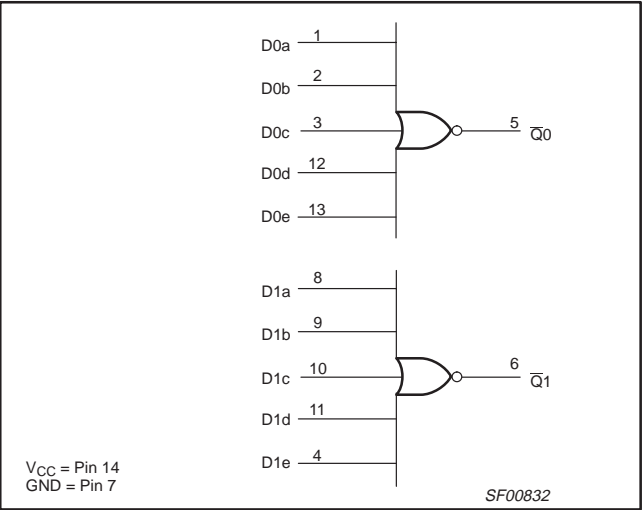 D0a 1
D0b 2
D0c 3
5 Q̅0
D0d 12
D0e 13
D1a 8
D1b 9
D1c 10
6 Q̅1
D1d 11
D1e 4
VCC = Pin 14
GND = Pin 7
SF00832